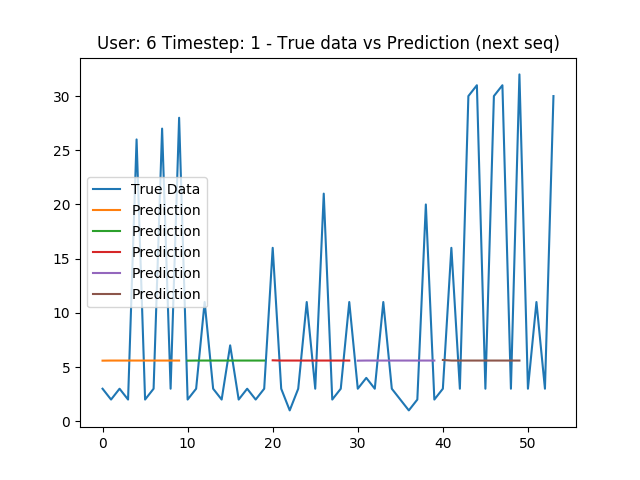 User: 6 Timestep: 1 - True data vs Prediction (next seq)
30
25
20
15
10
5
0
True Data
Prediction
Prediction
Prediction
Prediction
Prediction
0 10 20 30 40 50